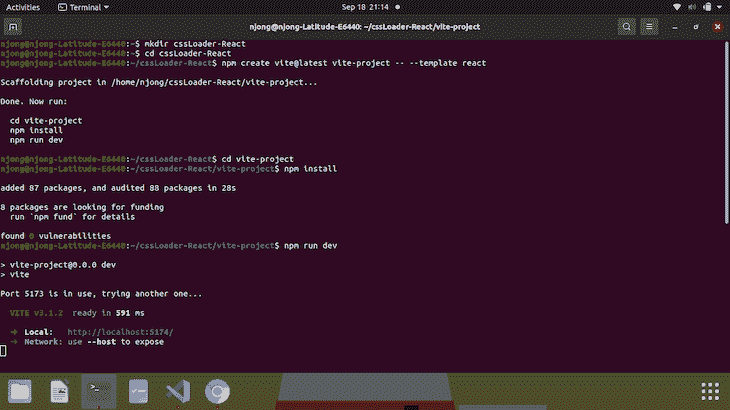 Activities Terminal Sep 18 21:14
njong@njong-Latitude-E6440: ~/cssLoader-React/vite-project
njong@njong-Latitude-E6440:~$ mkdir cssLoader-React
njong@njong-Latitude-E6440:~$ cd cssLoader-React
njong@njong-Latitude-E6440:~/cssLoader-React$ npm create vite@latest vite-project -- --template react
Scaffolding project in /home/njong/cssLoader-React/vite-project...
Done. Now run:
cd vite-project
npm install
npm run dev
njong@njong-Latitude-E6440:~/cssLoader-React$ cd vite-project
njong@njong-Latitude-E6440:~/cssLoader-React/vite-project$ npm install
added 87 packages, and audited 88 packages in 28s
8 packages are looking for funding
run `npm fund` for details
found 0 vulnerabilities
njong@njong-Latitude-E6440:~/cssLoader-React/vite-project$ npm run dev
> vite-project@0.0.0 dev
> vite
Port 5173 is in use, trying another one...
VITE v3.1.2 ready in 591 ms
➜ Local: http://localhost:5174/
➜ Network: use --host to expose